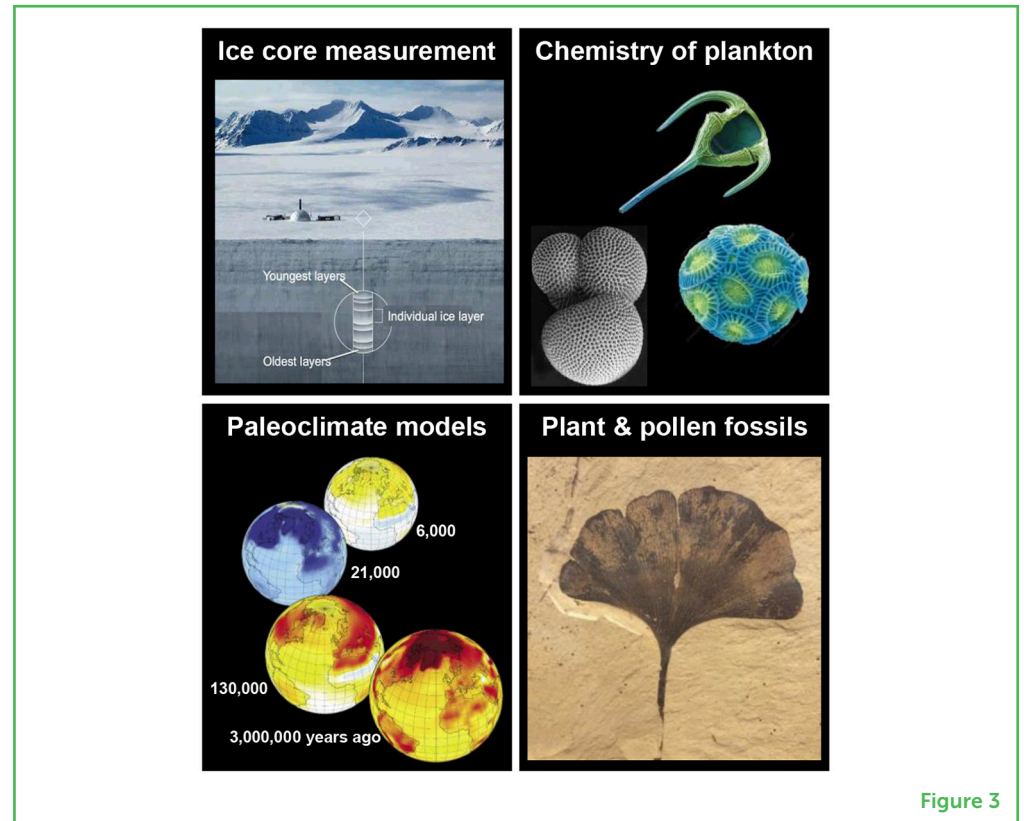 Ice core measurement
Youngest layers
Individual ice layer
Oldest layers
Chemistry of plankton
Paleoclimate models
6,000
21,000
130,000
3,000,000 years ago
Plant & pollen fossils
Figure 3